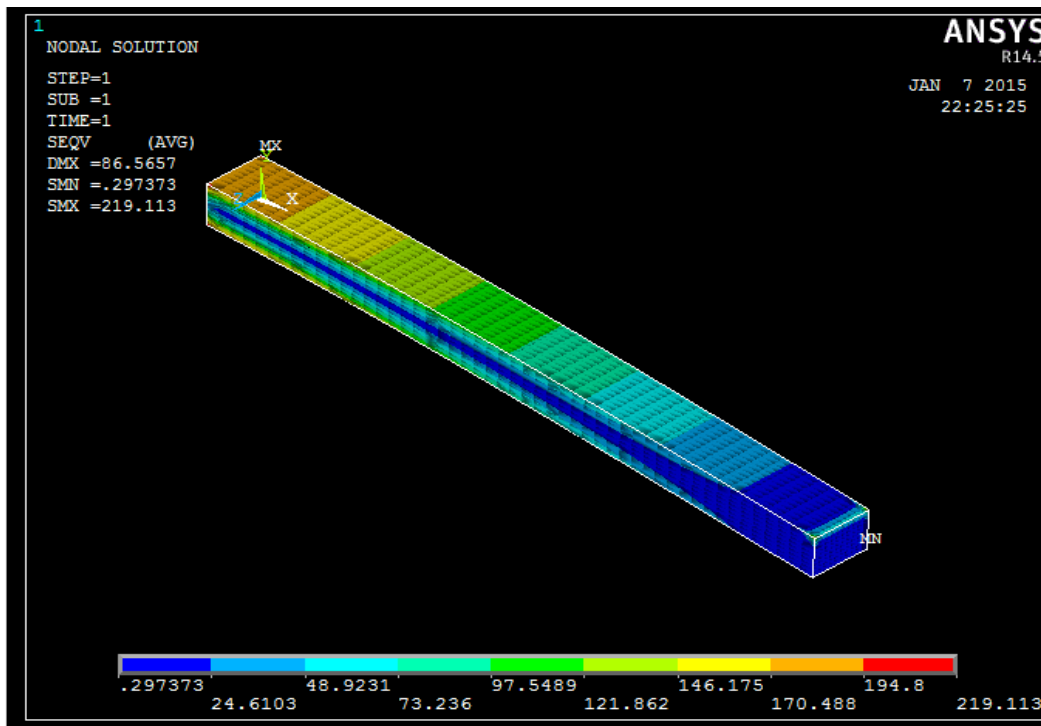 1
NODAL SOLUTION
STEP=1
SUB =1
TIME=1
SEQV (AVG)
DMX =86.5657
SMN =.297373
SMX =219.113
ANSYS
R14.5
JAN 7 2015
22:25:25
MX
Y
Z
X
MN
.297373
24.6103
48.9231
73.236
97.5489
121.862
146.175
170.488
194.8
219.113